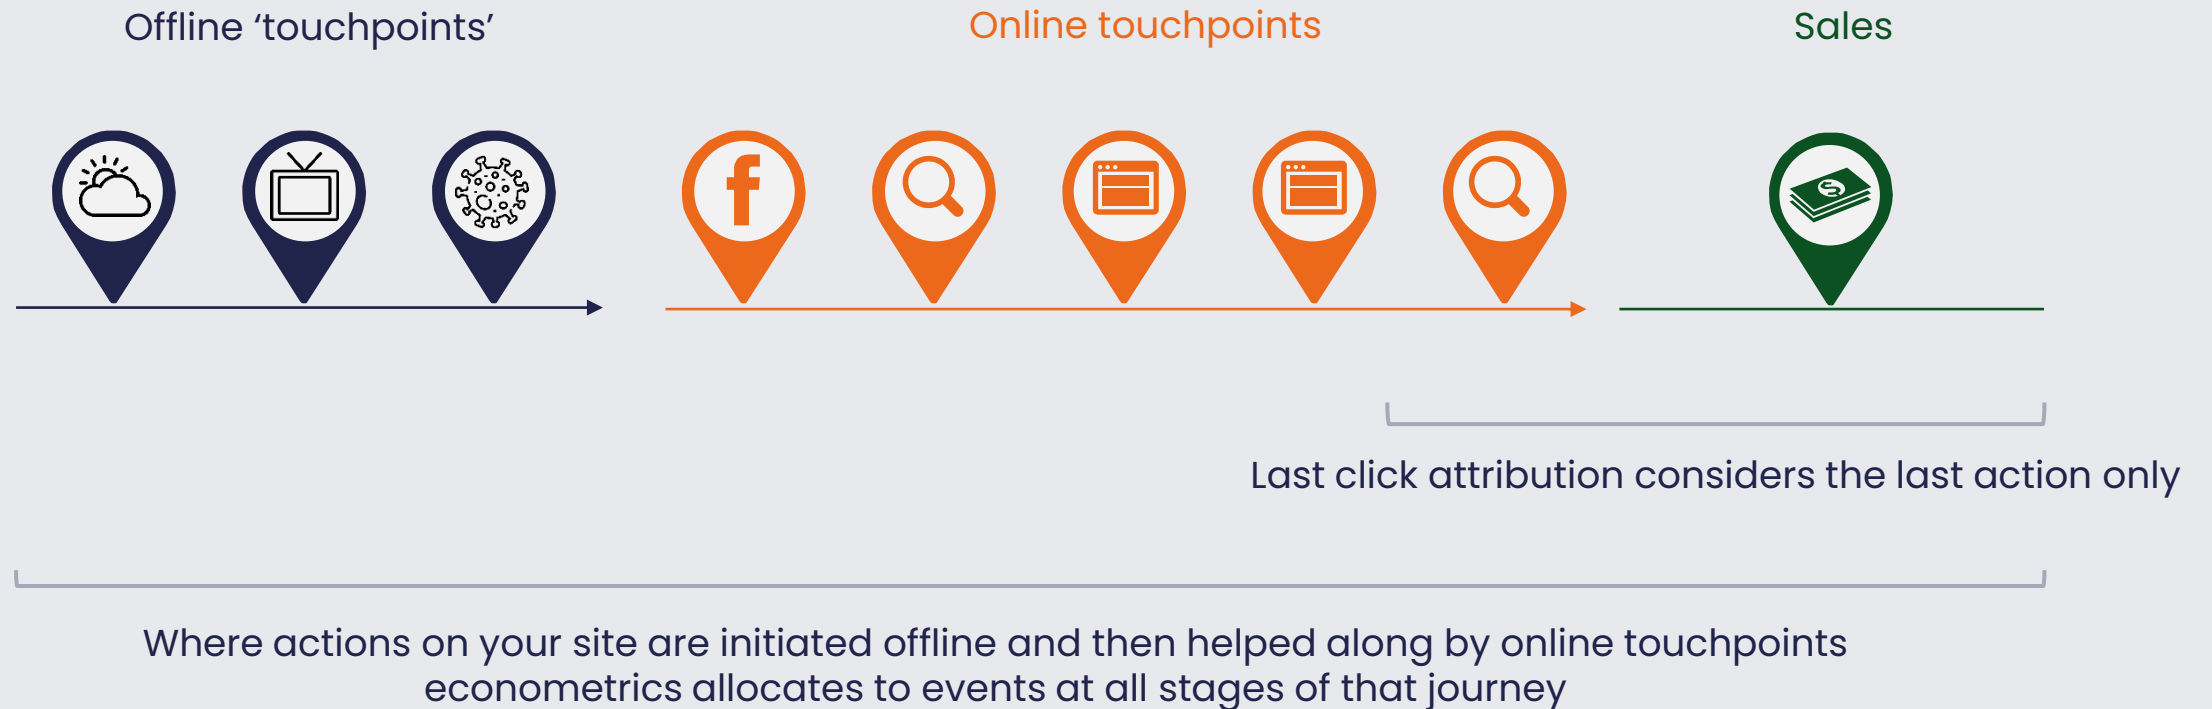 Offline ‘touchpoints’
Online touchpoints
Sales
Last click attribution considers the last action only
Where actions on your site are initiated offline and then helped along by online touchpoints
econometrics allocates to events at all stages of that journey